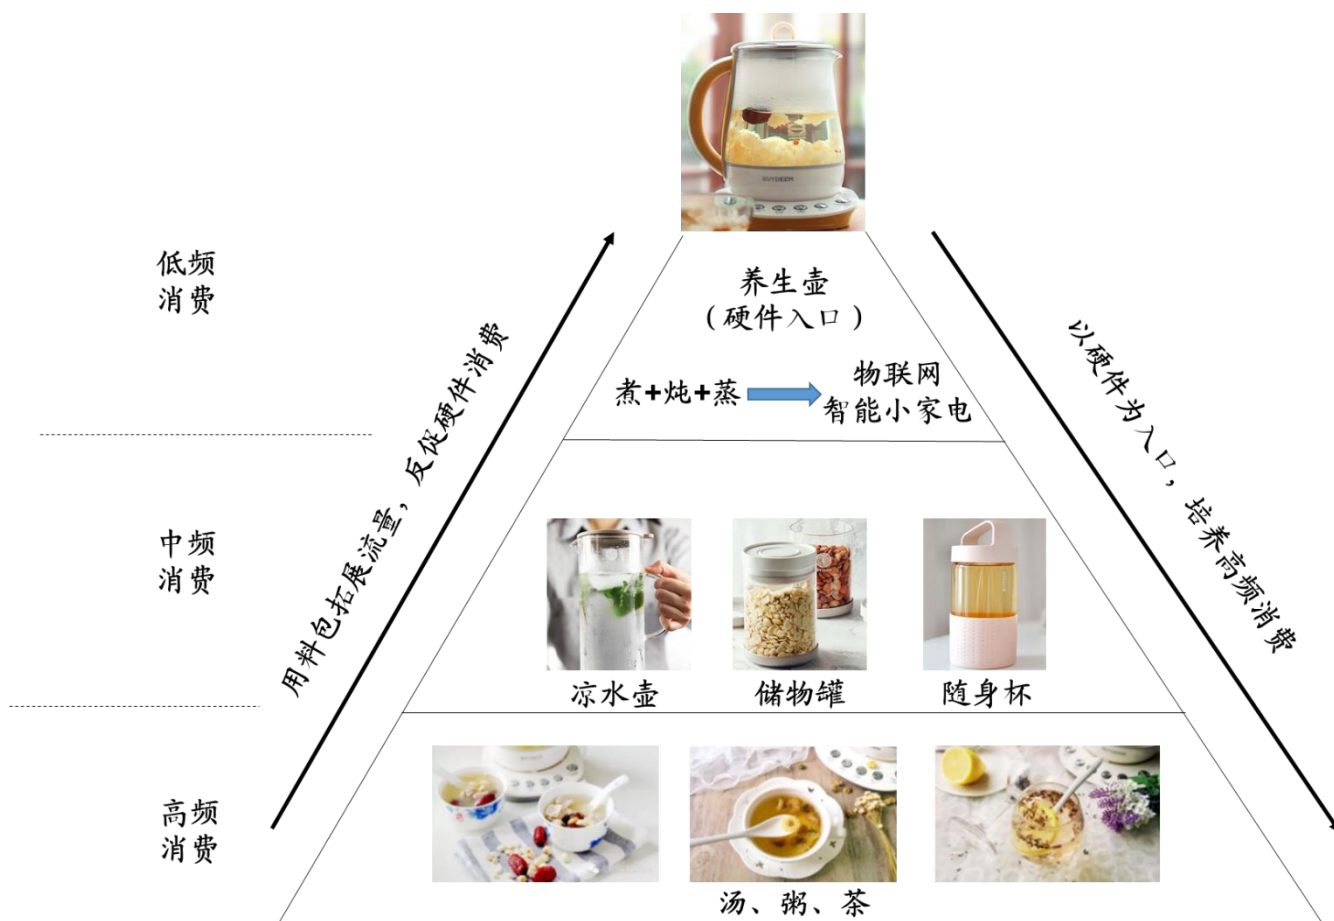 BUYDEEM
低频
消费
养生壶
（硬件入口）
煮+炖+蒸
物联网
智能小家电
用料包拓展流量，反促硬件消费
以硬件为入口，培养高频消费
中频
消费
凉水壶
储物罐
随身杯
高频
消费
汤、粥、茶